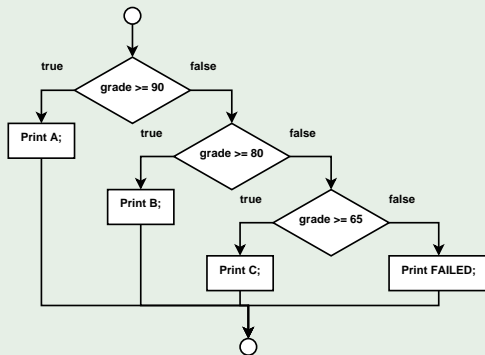 true
false
grade >= 90
Print A;
true
false
grade >= 80
Print B;
true
false
grade >= 65
Print C;
Print FAILED;